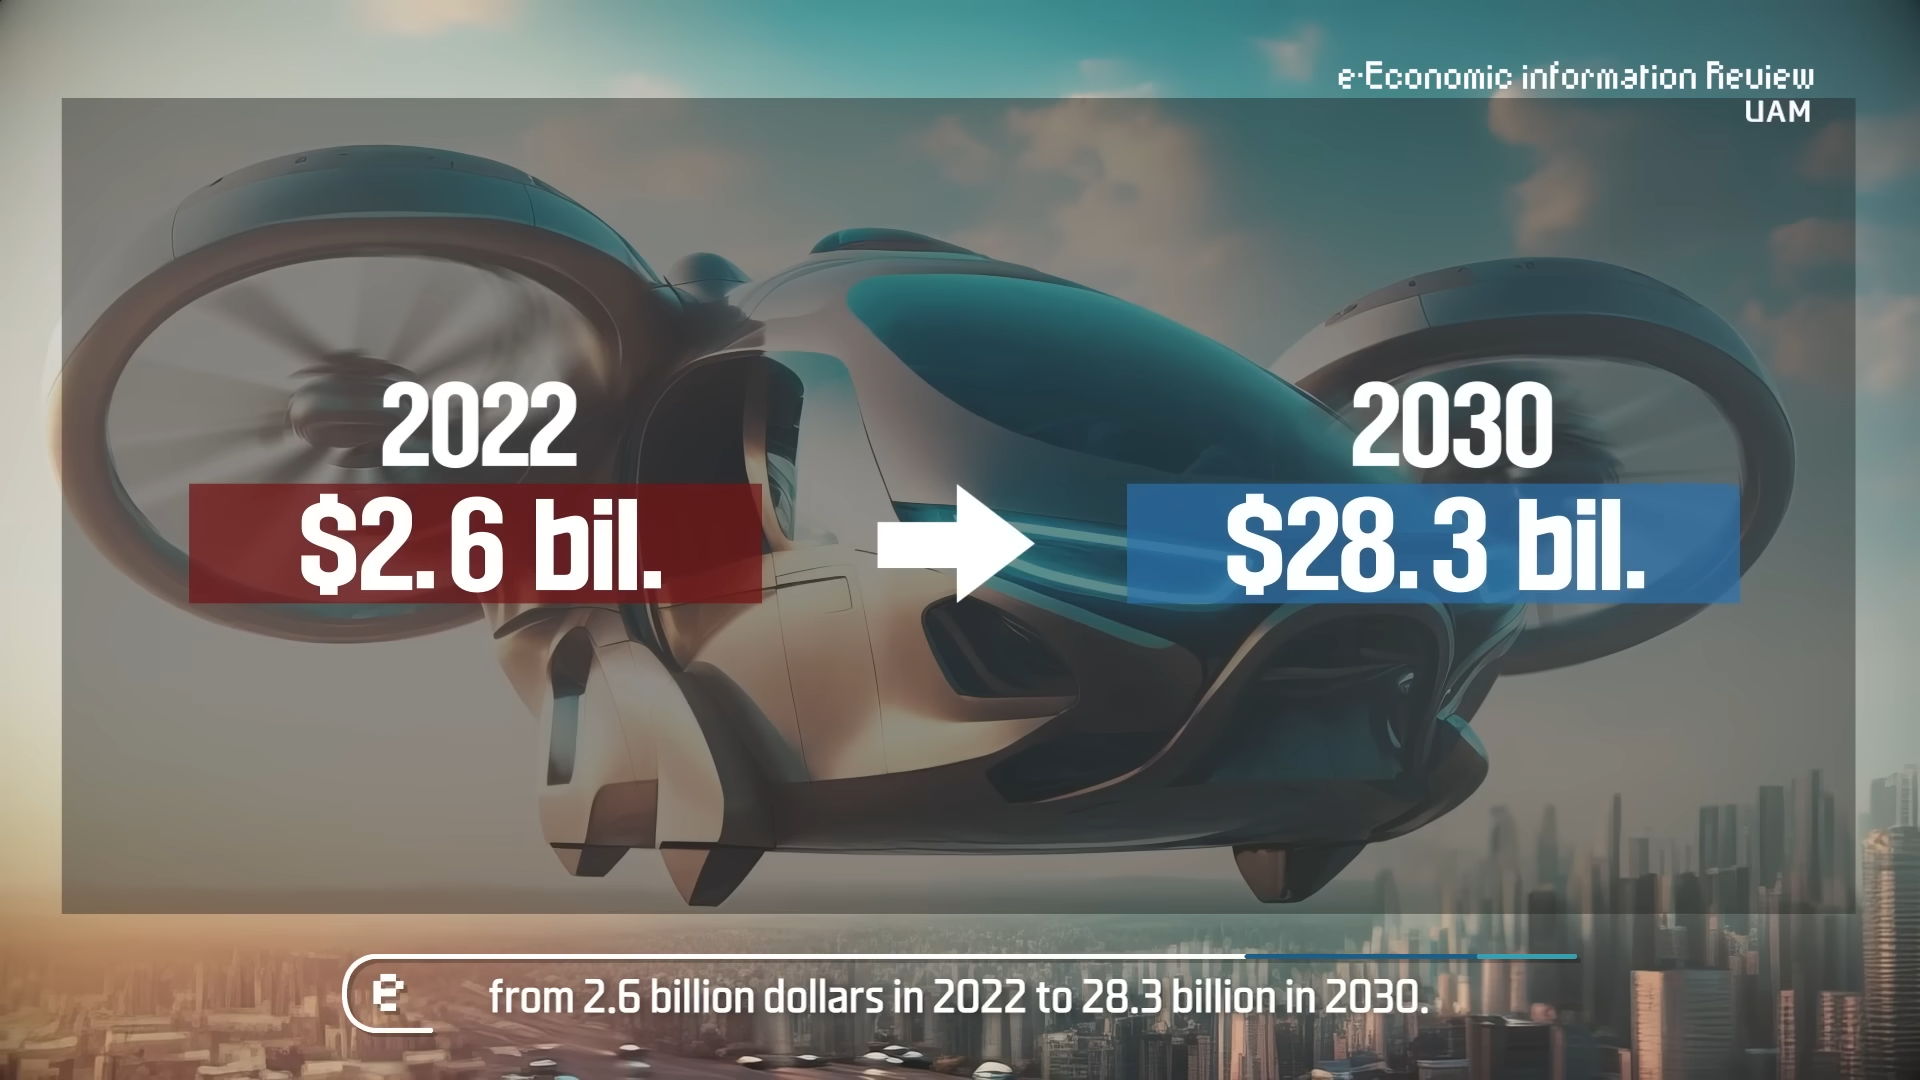 e·Economic information Review
UAM
2022
$2.6 bil.
2030
$28.3 bil.
e
from 2.6 billion dollars in 2022 to 28.3 billion in 2030.